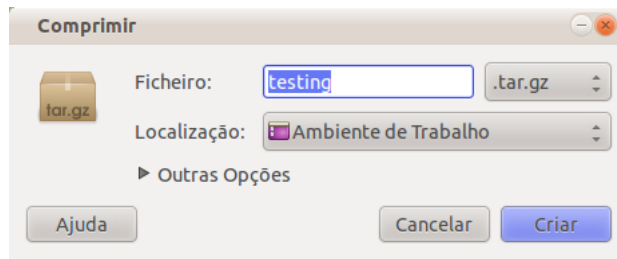 Comprimir
Ficheiro: testing .tar.gz
tar.gz
Localização: Ambiente de Trabalho
Outras Opções
Ajuda Cancelar Criar